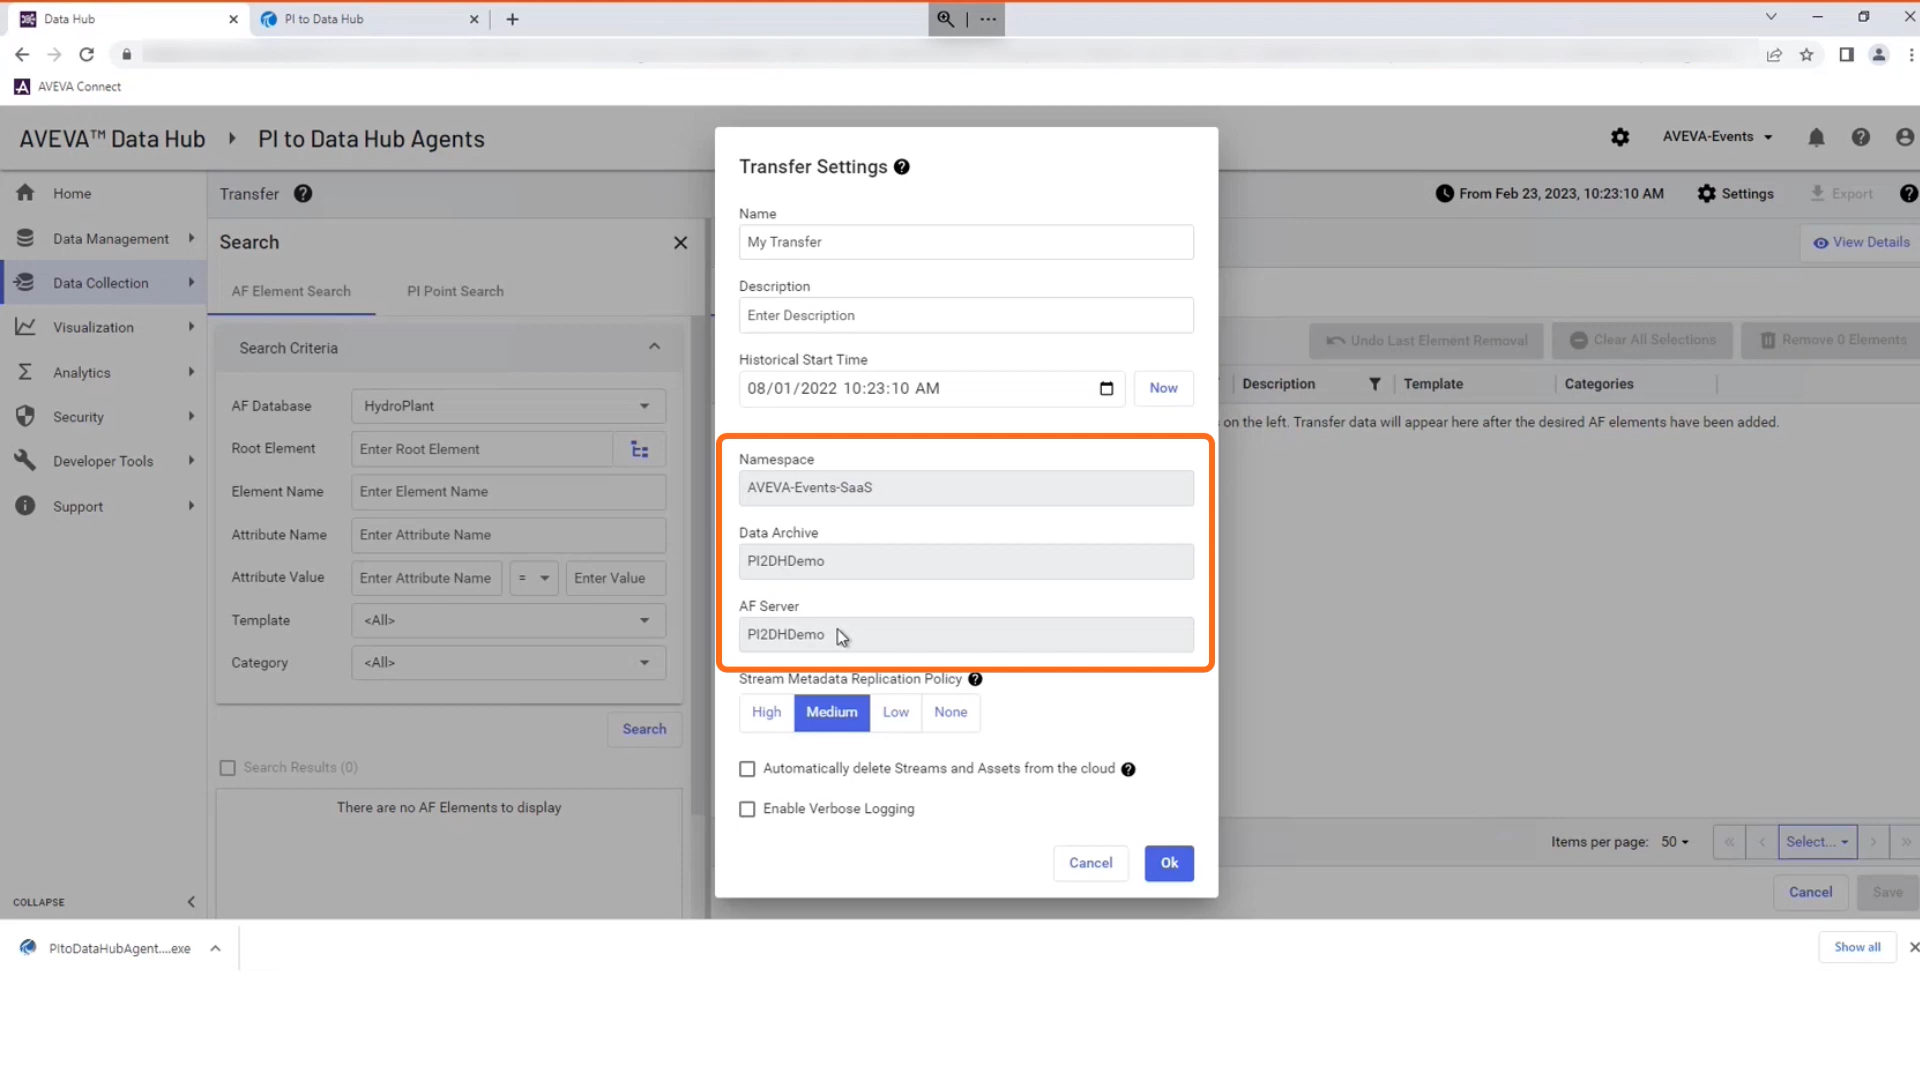 Data Hub
PI to Data Hub
AVEVA Connect
AVEVA™ Data Hub
PI to Data Hub Agents
AVEVA-Events
Home
Data Management
Data Collection
Visualization
Analytics
Security
Developer Tools
Support
COLLAPSE
Transfer
From Feb 23, 2023, 10:23:10 AM
Settings
Export
Search
View Details
AF Element Search
PI Point Search
Search Criteria
AF Database
HydroPlant
Root Element
Enter Root Element
Element Name
Enter Element Name
Attribute Name
Enter Attribute Name
Attribute Value
Enter Attribute Name
=
Enter Value
Template
<All>
Category
<All>
Search
Search Results (0)
There are no AF Elements to display
Transfer Settings
Name
My Transfer
Description
Enter Description
Historical Start Time
08/01/2022 10:23:10 AM
Now
Namespace
AVEVA-Events-SaaS
Data Archive
PI2DHDemo
AF Server
PI2DHDemo
Stream Metadata Replication Policy
High
Medium
Low
None
Automatically delete Streams and Assets from the cloud
Enable Verbose Logging
Cancel
Ok
Undo Last Element Removal
Clear All Selections
Remove 0 Elements
Description
Template
Categories
on the left. Transfer data will appear here after the desired AF elements have been added.
Items per page: 50
Select...
Cancel
Save
PItoDataHubAgent....exe
Show all